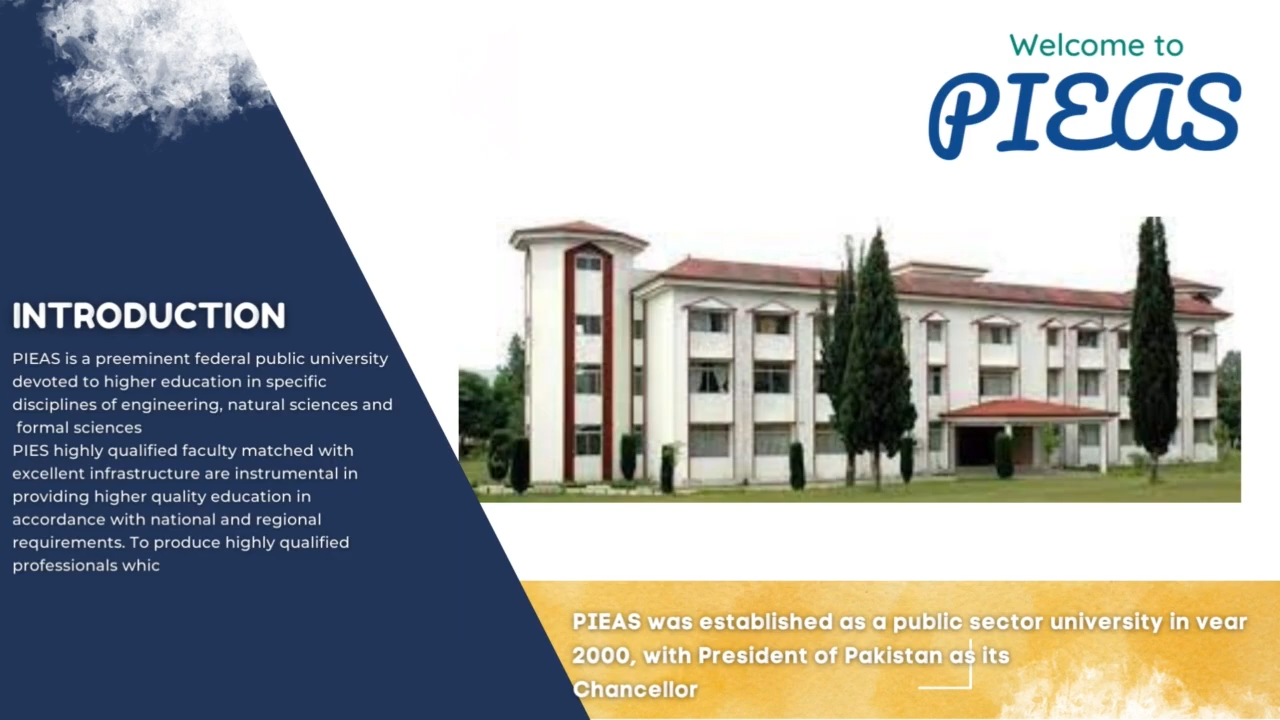 Welcome to
PIEAS
INTRODUCTION
PIEAS is a preeminent federal public university
devoted to higher education in specific
disciplines of engineering, natural sciences and
formal sciences
PIES highly qualified faculty matched with
excellent infrastructure are instrumental in
providing higher quality education in
accordance with national and regional
requirements. To produce highly qualified
professionals whic
PIEAS was established as a public sector university in year
2000, with President of Pakistan as its
Chancellor